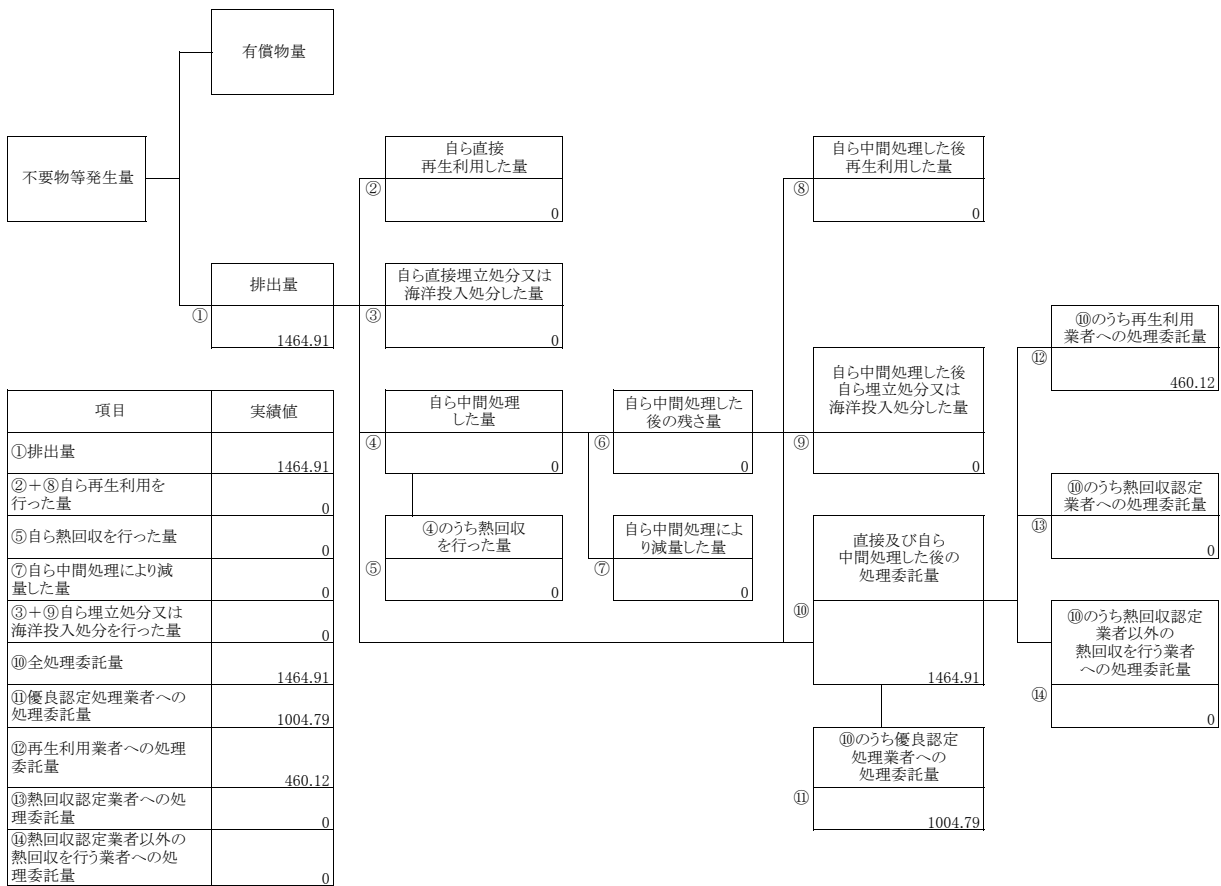 有償物量
不要物等発生量
自ら直接
再生利用した量
②
0
自ら中間処理した後
再生利用した量
⑧
0
排出量
①
1464.91
自ら直接埋立処分又は
海洋投入処分した量
③
0
⑩のうち再生利用
業者への処理委託量
⑫
460.12
自ら中間処理
した量
④
0
自ら中間処理した
後の残さ量
⑥
0
自ら中間処理した後
自ら埋立処分又は
海洋投入処分した量
⑨
0
⑩のうち熱回収認定
業者への処理委託量
⑬
0
④のうち熱回収
を行った量
⑤
0
自ら中間処理によ
り減量した量
⑦
0
直接及び自ら
中間処理した後の
処理委託量
⑩
1464.91
⑩のうち熱回収認定
業者以外の
熱回収を行う業者
への処理委託量
⑭
0
⑩のうち優良認定
処理業者への
処理委託量
⑪
1004.79
項目
実績値
①排出量
1464.91
②+⑧自ら再生利用を
行った量
0
⑤自ら熱回収を行った量
0
⑦自ら中間処理により減
量した量
0
③+⑨自ら埋立処分又は
海洋投入処分を行った量
0
⑩全処理委託量
1464.91
⑪優良認定処理業者への
処理委託量
1004.79
⑫再生利用業者への処理
委託量
460.12
⑬熱回収認定業者への処
理委託量
0
⑭熱回収認定業者以外の
熱回収を行う業者への処
理委託量
0